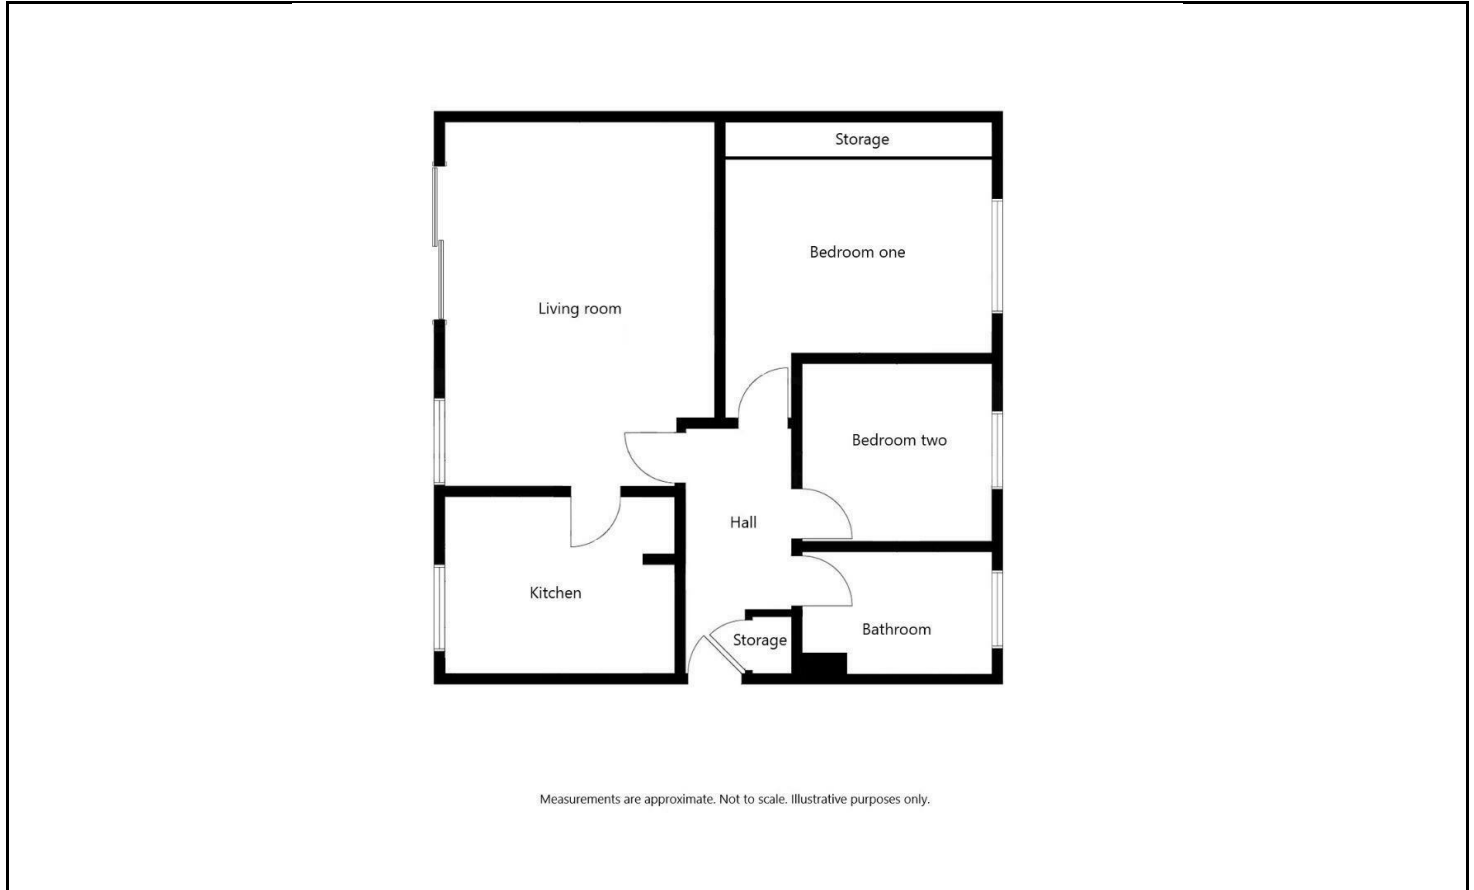 Storage
Bedroom one
Living room
Bedroom two
Hall
Kitchen
Bathroom
Storage
Measurements are approximate. Not to scale. Illustrative purposes only.